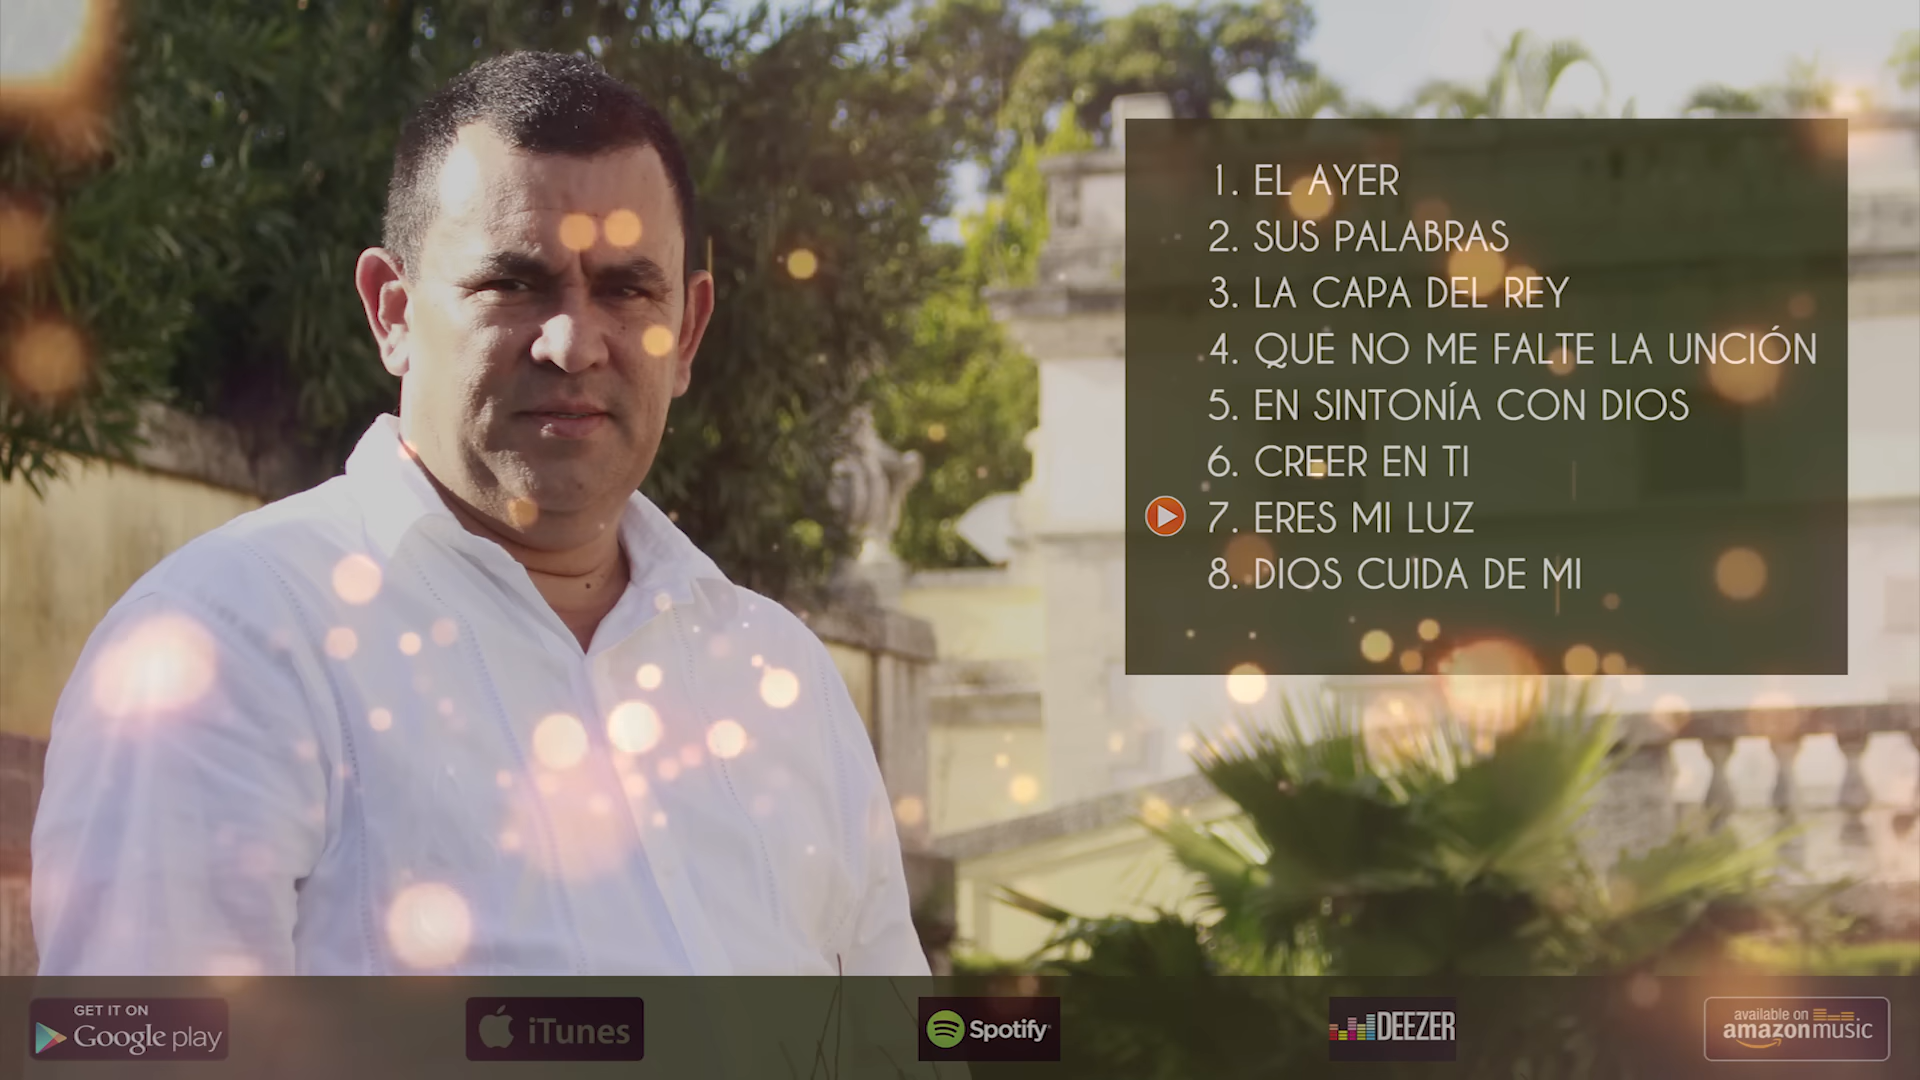 1. EL AYER
2. SUS PALABRAS
3. LA CAPA DEL REY
4. QUE NO ME FALTE LA UNCIÓN
5. EN SINTONÍA CON DIOS
6. CREER EN TI
7. ERES MI LUZ
8. DIOS CUIDA DE MI
GET IT ON
Google play
iTunes
Spotify
DEEZER
available on
amazon music